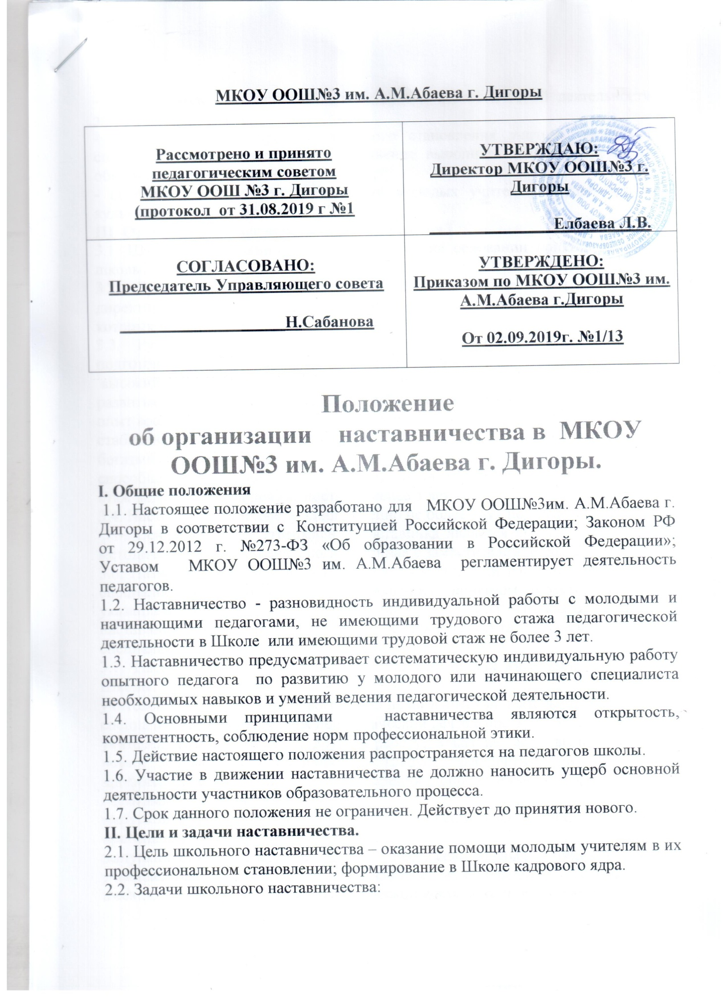 МКОУ ООШ№3 им. А.М.Абаева г. Дигоры
Рассмотрено и принято
педагогическим советом
МКОУ ООШ №3 г. Дигоры
(протокол от 31.08.2019 г №1
УТВЕРЖДАЮ:
Директор МКОУ ООШ№3 г.
Дигоры
Елбаева Л.В.
СОГЛАСОВАНО:
Председатель Управляющего совета
Н.Сабанова
УТВЕРЖДЕНО:
Приказом по МКОУ ООШ№3 им.
А.М.Абаева г.Дигоры
От 02.09.2019г. №1/13
Положение
об организации наставничества в МКОУ
ООШ№3 им. А.М.Абаева г. Дигоры.
I. Общие положения
1.1. Настоящее положение разработано для МКОУ ООШ№3им. А.М.Абаева г.
Дигоры в соответствии с Конституцией Российской Федерации; Законом РФ
от 29.12.2012 г. №273-ФЗ «Об образовании в Российской Федерации»;
Уставом МКОУ ООШ№3 им. А.М.Абаева регламентирует деятельность
педагогов.
1.2. Наставничество - разновидность индивидуальной работы с молодыми и
начинающими педагогами, не имеющими трудового стажа педагогической
деятельности в Школе или имеющими трудовой стаж не более 3 лет.
1.3. Наставничество предусматривает систематическую индивидуальную работу
опытного педагога по развитию у молодого или начинающего специалиста
необходимых навыков и умений ведения педагогической деятельности.
1.4. Основными принципами наставничества являются открытость,
компетентность, соблюдение норм профессиональной этики.
1.5. Действие настоящего положения распространяется на педагогов школы.
1.6. Участие в движении наставничества не должно наносить ущерб основной
деятельности участников образовательного процесса.
1.7. Срок данного положения не ограничен. Действует до принятия нового.
II. Цели и задачи наставничества.
2.1. Цель школьного наставничества – оказание помощи молодым учителям в их
профессиональном становлении; формирование в Школе кадрового ядра.
2.2. Задачи школьного наставничества: